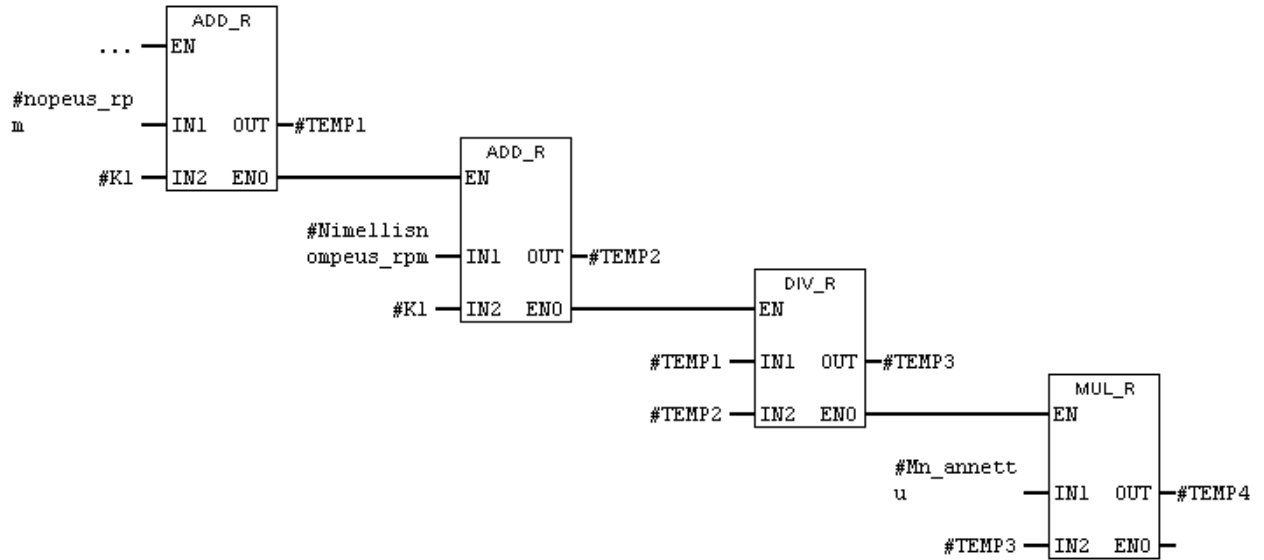 ADD_R
... EN
#nopeus_rp
m IN1 OUT #TEMP1
#K1 IN2 ENO
ADD_R
EN
#Nimellisn
ompeus_rpm IN1 OUT #TEMP2
#K1 IN2 ENO
DIV_R
EN
#TEMP1 IN1 OUT #TEMP3
#TEMP2 IN2 ENO
MUL_R
EN
#Mn_annett
u IN1 OUT #TEMP4
#TEMP3 IN2 ENO